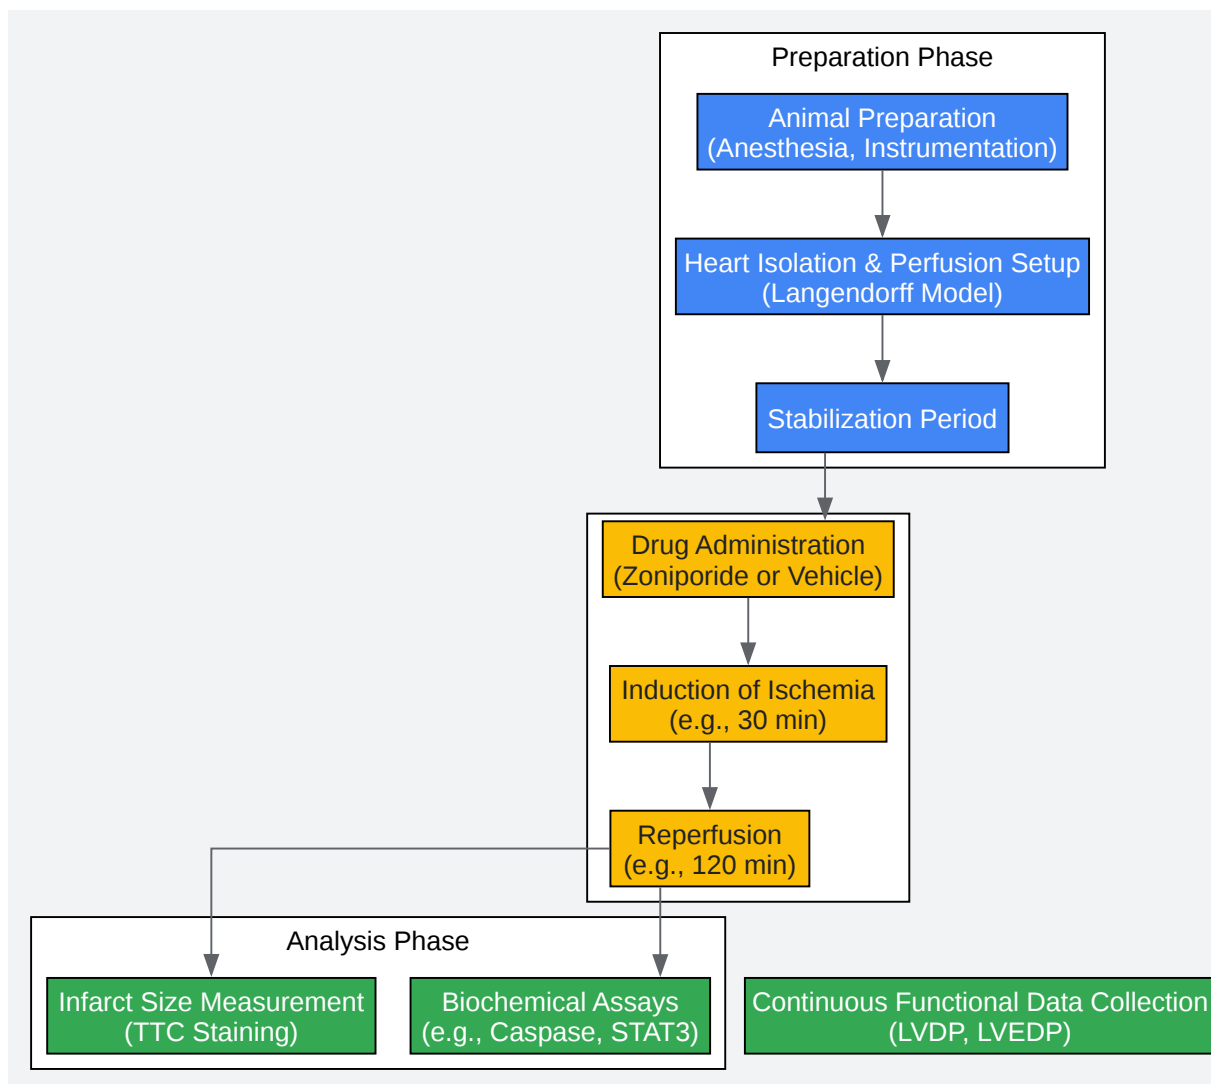 Preparation Phase
Animal Preparation
(Anesthesia, Instrumentation)
Heart Isolation & Perfusion Setup
(Langendorff Model)
Stabilization Period
Drug Administration
(Zoniporide or Vehicle)
Induction of Ischemia
(e.g., 30 min)
Reperfusion
(e.g., 120 min)
Analysis Phase
Infarct Size Measurement
(TTC Staining)
Biochemical Assays
(e.g., Caspase, STAT3)
Continuous Functional Data Collection
(LVDP, LVEDP)